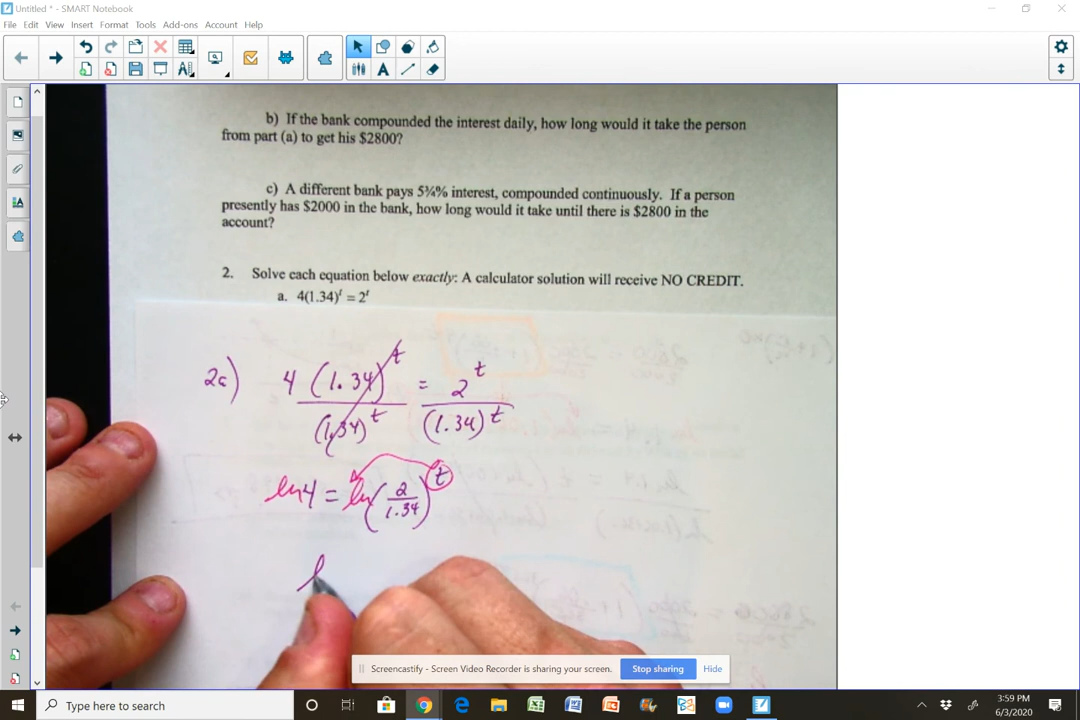 Untitled * - SMART Notebook
File Edit View Insert Format Tools Add-ons Account Help
b) If the bank compounded the interest daily, how long would it take the person
from part (a) to get his $2800?
c) A different bank pays 5¾% interest, compounded continuously. If a person
presently has $2000 in the bank, how long would it take until there is $2800 in the
account?
2. Solve each equation below exactly: A calculator solution will receive NO CREDIT.
a. 4(1.34)^t = 2^t
2a) 4(1.34)^t / (1.34)^t = 2^t / (1.34)^t
ln 4 = ln(2/1.34)^t
l
Screencastify - Screen Video Recorder is sharing your screen. Stop sharing Hide
Type here to search
3:59 PM
6/3/2020